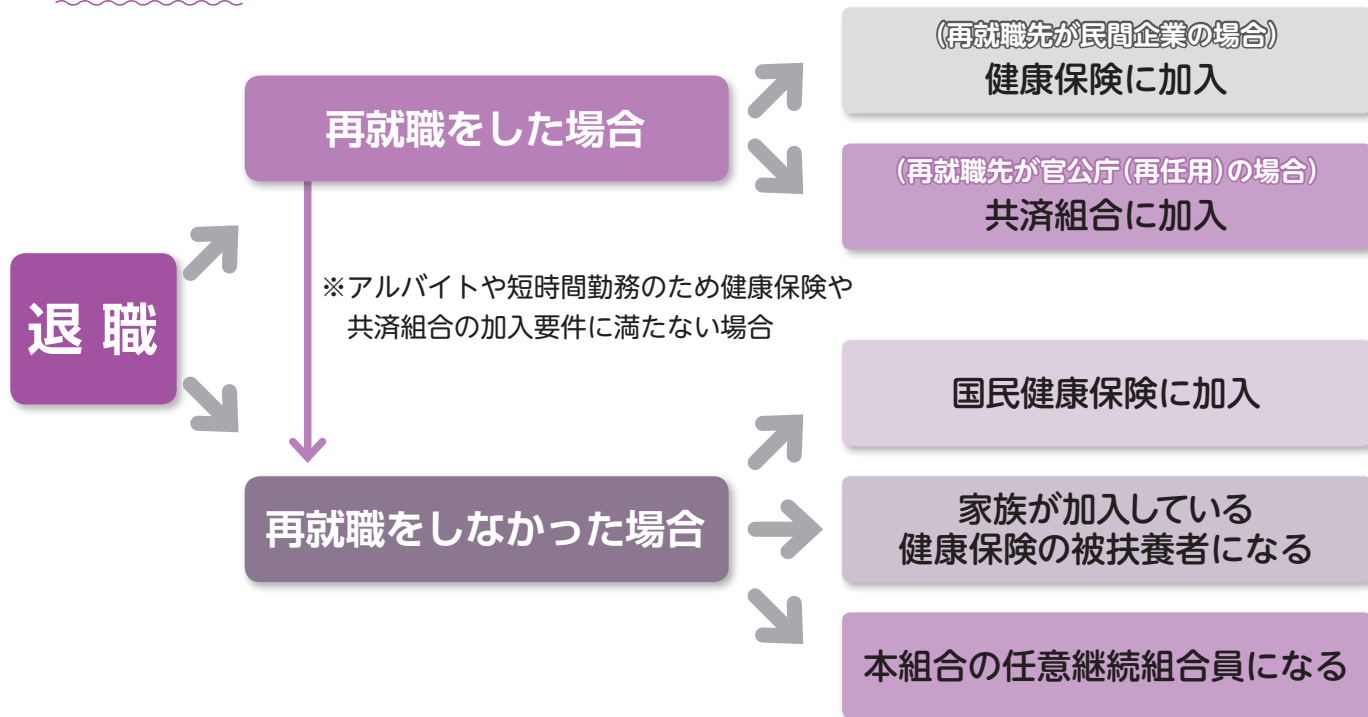 退職
再就職をした場合
(再就職先が民間企業の場合)
健康保険に加入
(再就職先が官公庁(再任用)の場合)
共済組合に加入
※アルバイトや短時間勤務のため健康保険や
共済組合の加入要件に満たない場合
再就職をしなかった場合
国民健康保険に加入
家族が加入している
健康保険の被扶養者になる
本組合の任意継続組合員になる